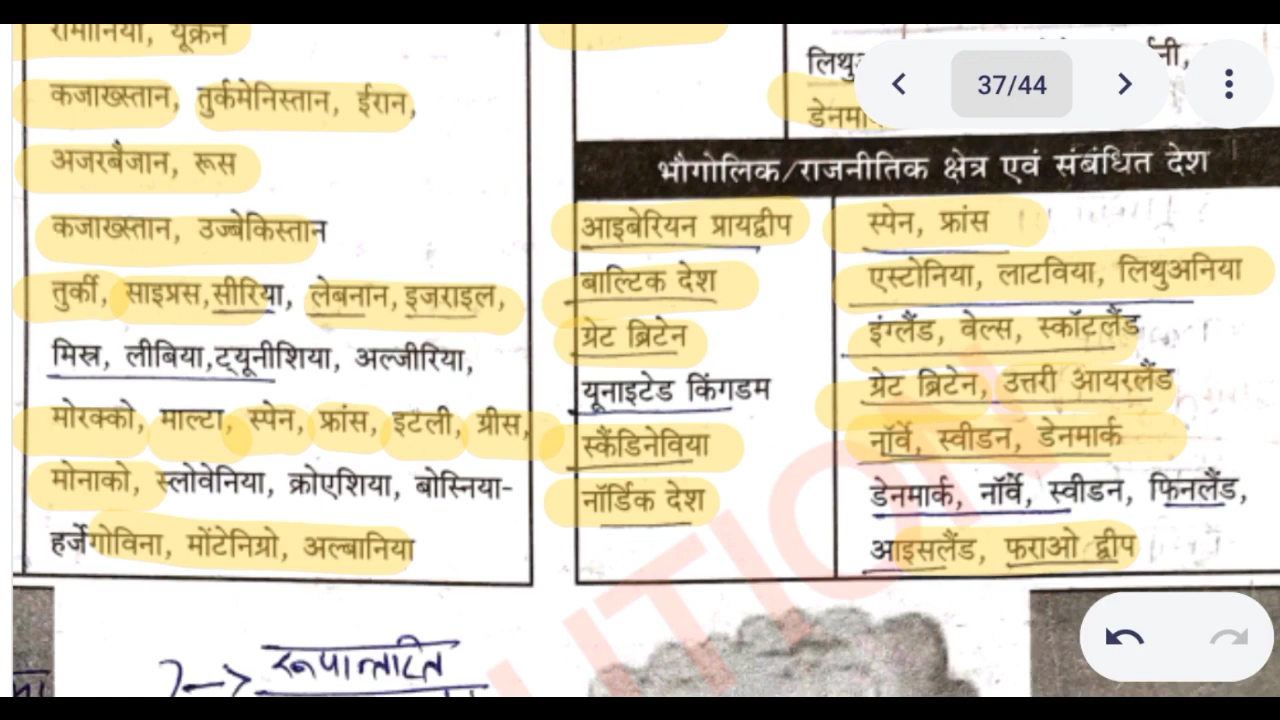 रोमानिया, यूक्रेन
कजाख्स्तान, तुर्कमेनिस्तान, ईरान,
अजरबैजान, रूस
कजाख्स्तान, उज्बेकिस्तान
तुर्की, साइप्रस,सीरिया, लेबनान,इजराइल,
मिस्र, लीबिया,ट्यूनीशिया, अल्जीरिया,
मोरक्को, माल्टा, स्पेन, फ्रांस, इटली, ग्रीस,
मोनाको, स्लोवेनिया, क्रोएशिया, बोस्निया-
हर्जेगोविना, मोंटेनिग्रो, अल्बानिया
37/44
भौगोलिक/राजनीतिक क्षेत्र एवं संबंधित देश
आइबेरियन प्रायद्वीप स्पेन, फ्रांस
बाल्टिक देश एस्टोनिया, लाटविया, लिथुअनिया
ग्रेट ब्रिटेन इंग्लैंड, वेल्स, स्कॉटलैंड
यूनाइटेड किंगडम ग्रेट ब्रिटेन, उत्तरी आयरलैंड
स्कैंडिनेविया नॉर्वे, स्वीडन, डेनमार्क
नॉर्डिक देश डेनमार्क, नॉर्वे, स्वीडन, फिनलैंड,
आइसलैंड, फराओ द्वीप